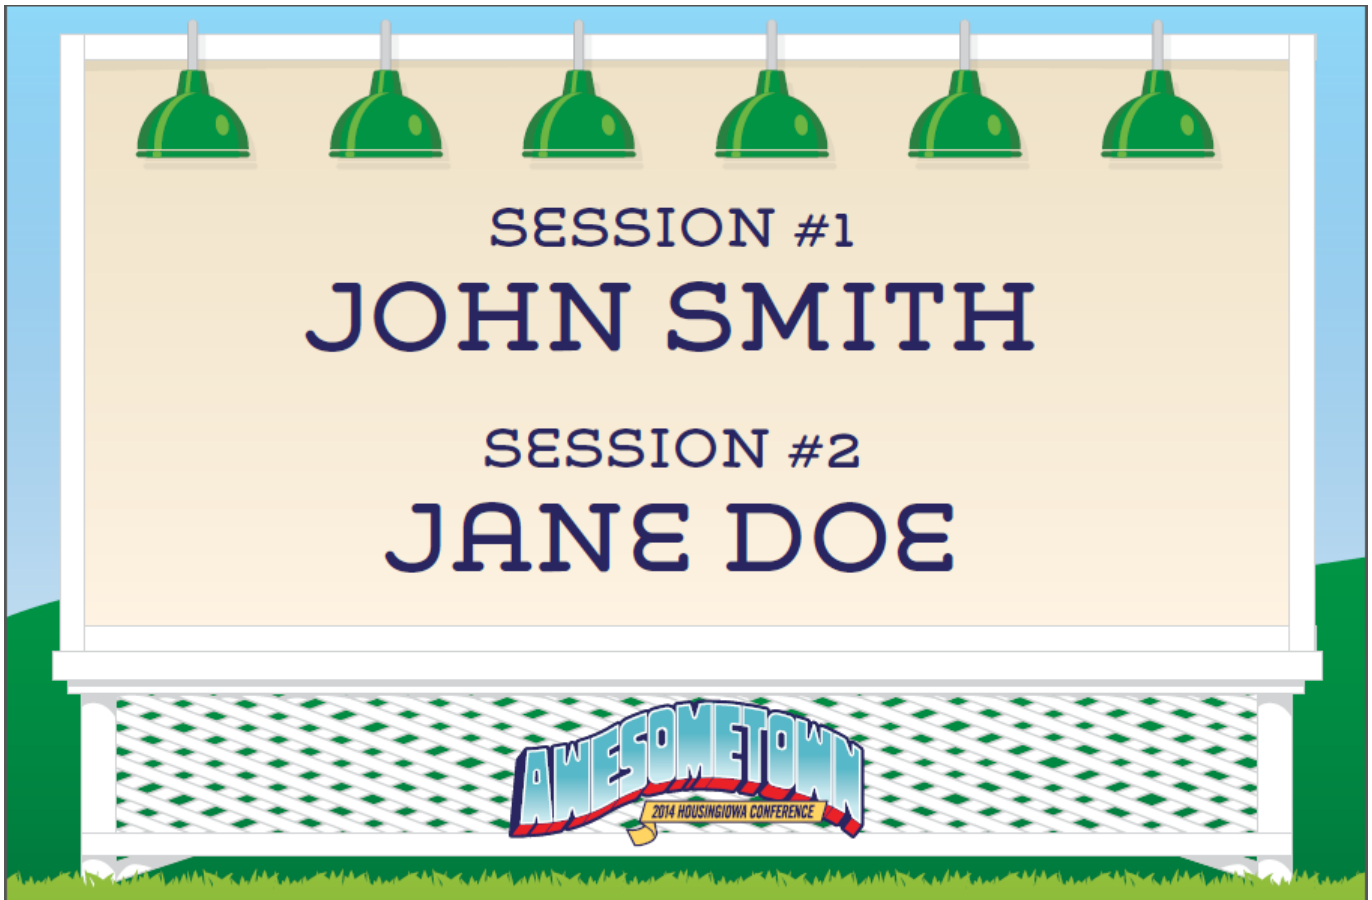 SESSION #1
JOHN SMITH
SESSION #2
JANE DOE
AWESOMETOWN
2014 HOUSINGIOWA CONFERENCE